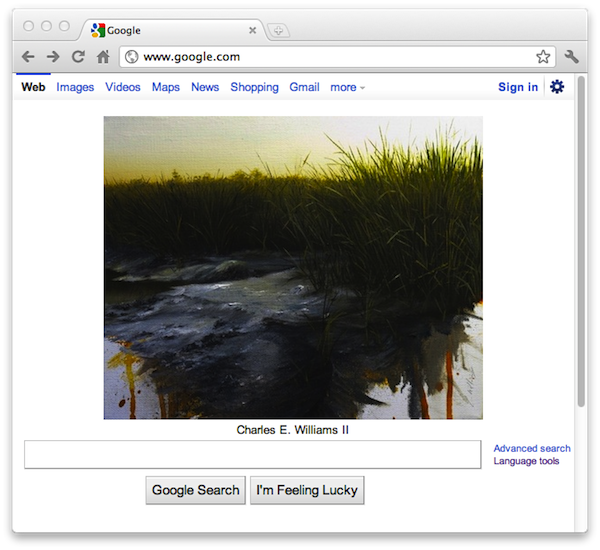 Google
www.google.com
Web Images Videos Maps News Shopping Gmail more Sign in
Charles E. Williams II
Advanced search
Language tools
Google Search I'm Feeling Lucky